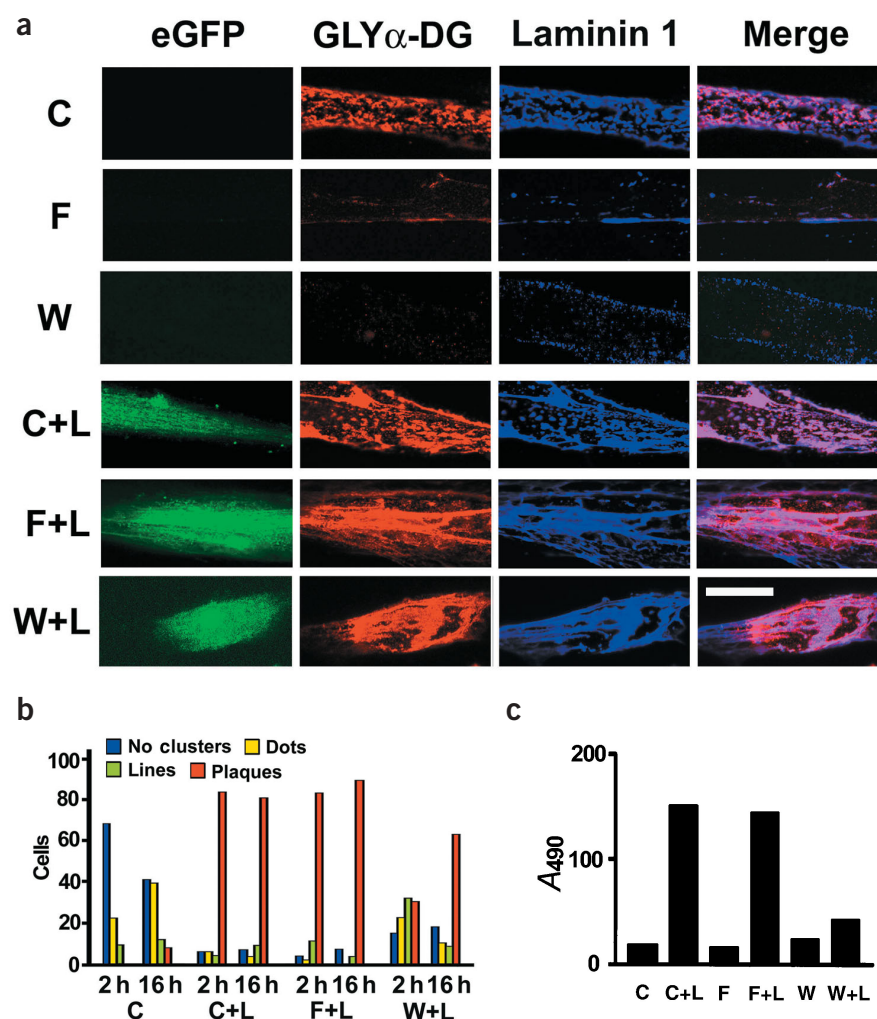 a
eGFP GLYα-DG Laminin 1 Merge
C
F
W
C+L
F+L
W+L
b
No clusters Dots
Lines Plaques
100
80
60
40
20
0
Cells
2 h 16 h 2 h 16 h 2 h 16 h 2 h 16 h
C C+L F+L W+L
c
200
100
0
A490
C C+L F F+L W W+L